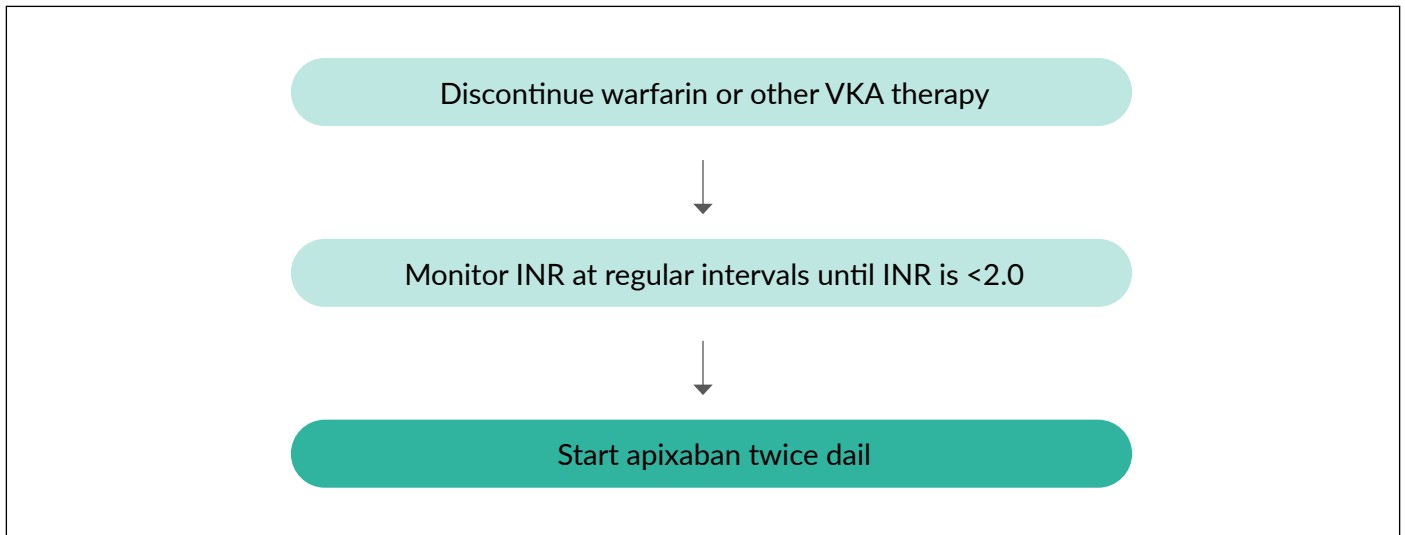 Discontinue warfarin or other VKA therapy
Monitor INR at regular intervals until INR is <2.0
Start apixaban twice dail